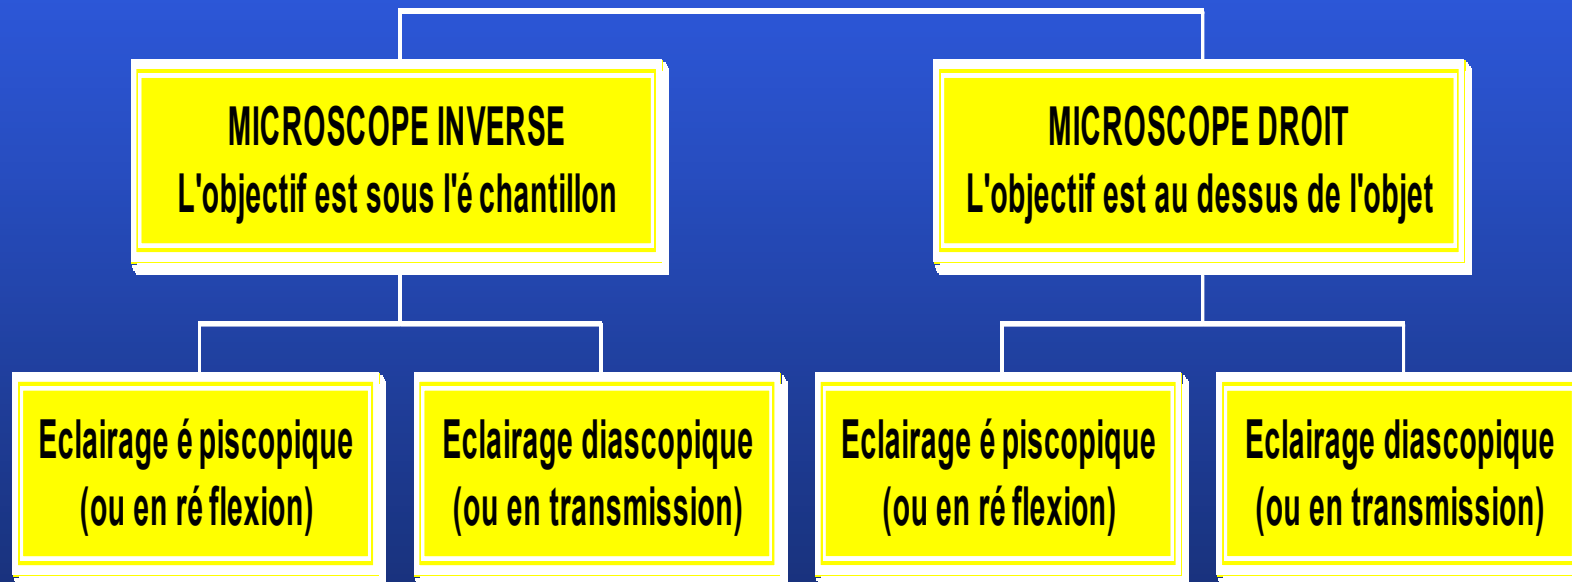 MICROSCOPE INVERSE
L'objectif est sous l'é chantillon
MICROSCOPE DROIT
L'objectif est au dessus de l'objet
Eclairage é piscopique
(ou en ré flexion)
Eclairage diascopique
(ou en transmission)
Eclairage é piscopique
(ou en ré flexion)
Eclairage diascopique
(ou en transmission)